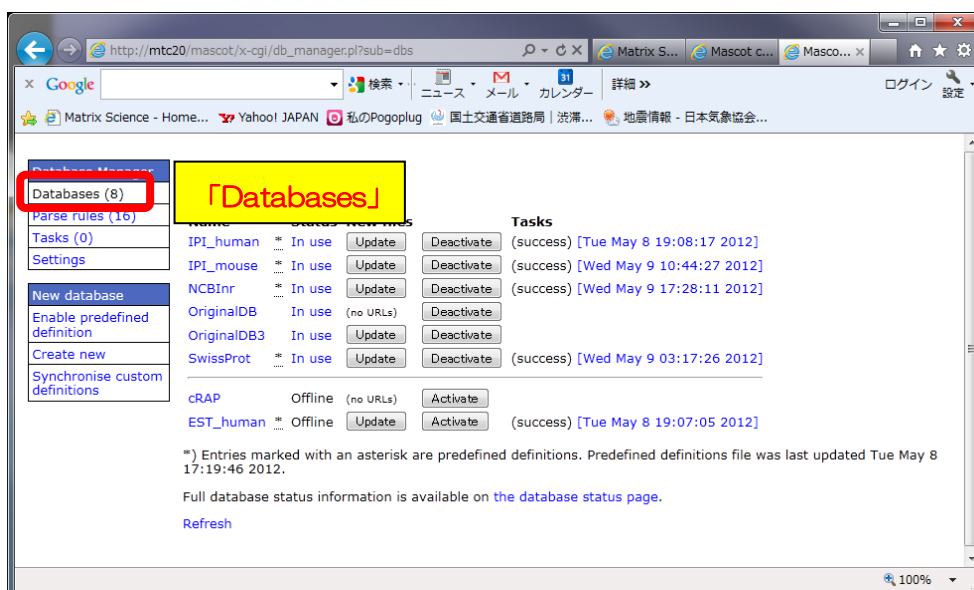 http://mtc20/mascot/x-cgi/db_manager.pl?sub=dbs
Matrix S...
Mascot c...
Masco...
Google
検索
ニュース
メール
31
カレンダー
詳細 »
ログイン
設定
Matrix Science - Home...
Yahoo! JAPAN
私のPogoplug
国土交通省道路局 | 渋滞...
地震情報 - 日本気象協会...
Database Manager
Databases (8)
Parse rules (16)
Tasks (0)
Settings
New database
Enable predefined
definition
Create new
Synchronise custom
definitions
「Databases」
Name Status New files Tasks
IPI_human * In use Update Deactivate (success) [Tue May 8 19:08:17 2012]
IPI_mouse * In use Update Deactivate (success) [Wed May 9 10:44:27 2012]
NCBInr * In use Update Deactivate (success) [Wed May 9 17:28:11 2012]
OriginalDB In use (no URLs) Deactivate
OriginalDB3 In use Update Deactivate
SwissProt * In use Update Deactivate (success) [Wed May 9 03:17:26 2012]
cRAP Offline (no URLs) Activate
EST_human * Offline Update Activate (success) [Tue May 8 19:07:05 2012]
*) Entries marked with an asterisk are predefined definitions. Predefined definitions file was last updated Tue May 8
17:19:46 2012.
Full database status information is available on the database status page.
Refresh
100%